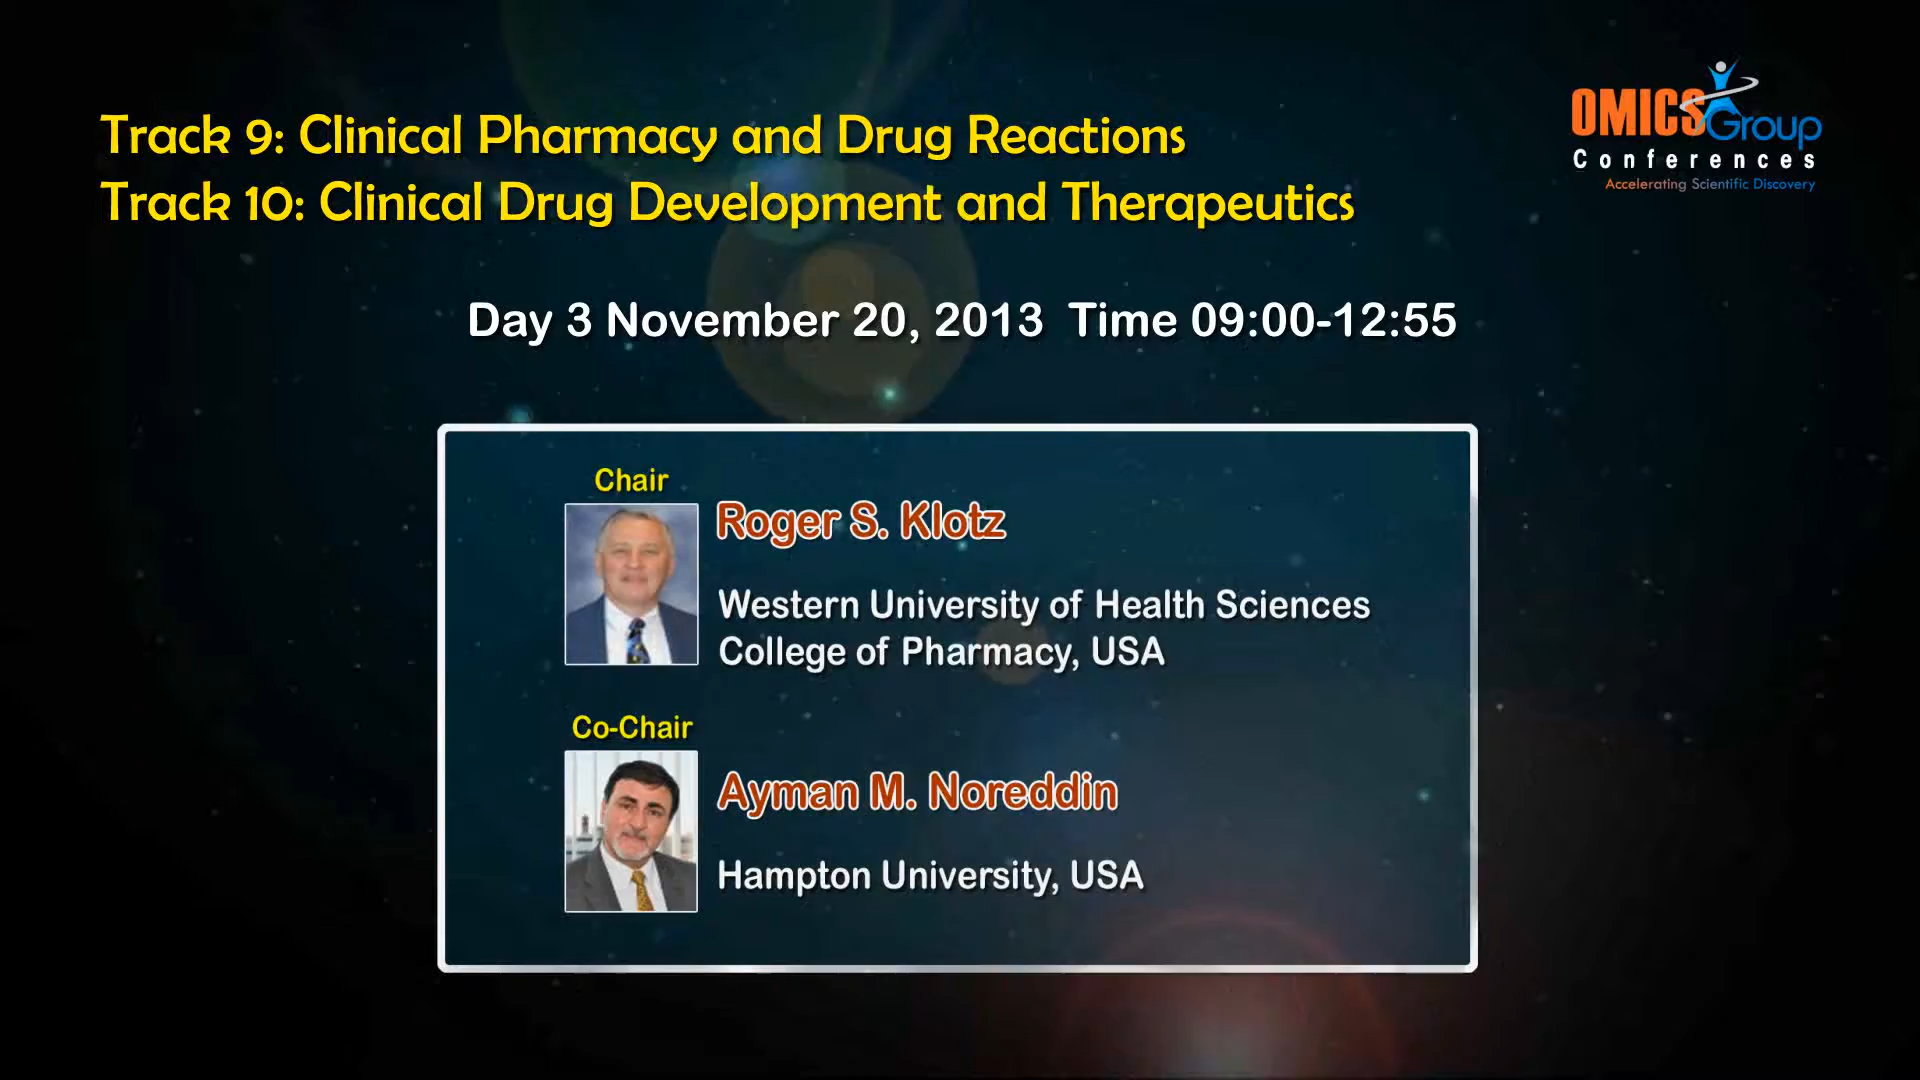 Track 9: Clinical Pharmacy and Drug Reactions
Track 10: Clinical Drug Development and Therapeutics
OMICS Group
Conferences
Accelerating Scientific Discovery
Day 3 November 20, 2013 Time 09:00-12:55
Chair
Roger S. Klotz
Western University of Health Sciences
College of Pharmacy, USA
Co-Chair
Ayman M. Noreddin
Hampton University, USA